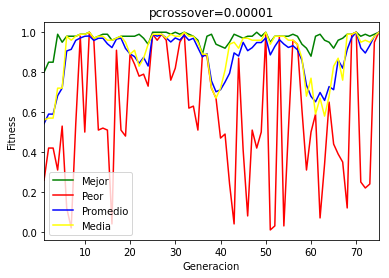 pcrossover=0.00001
Fitness
1.0
0.8
0.6
0.4
0.2
0.0
Mejor
Peor
Promedio
Media
10 20 30 40 50 60 70
Generacion